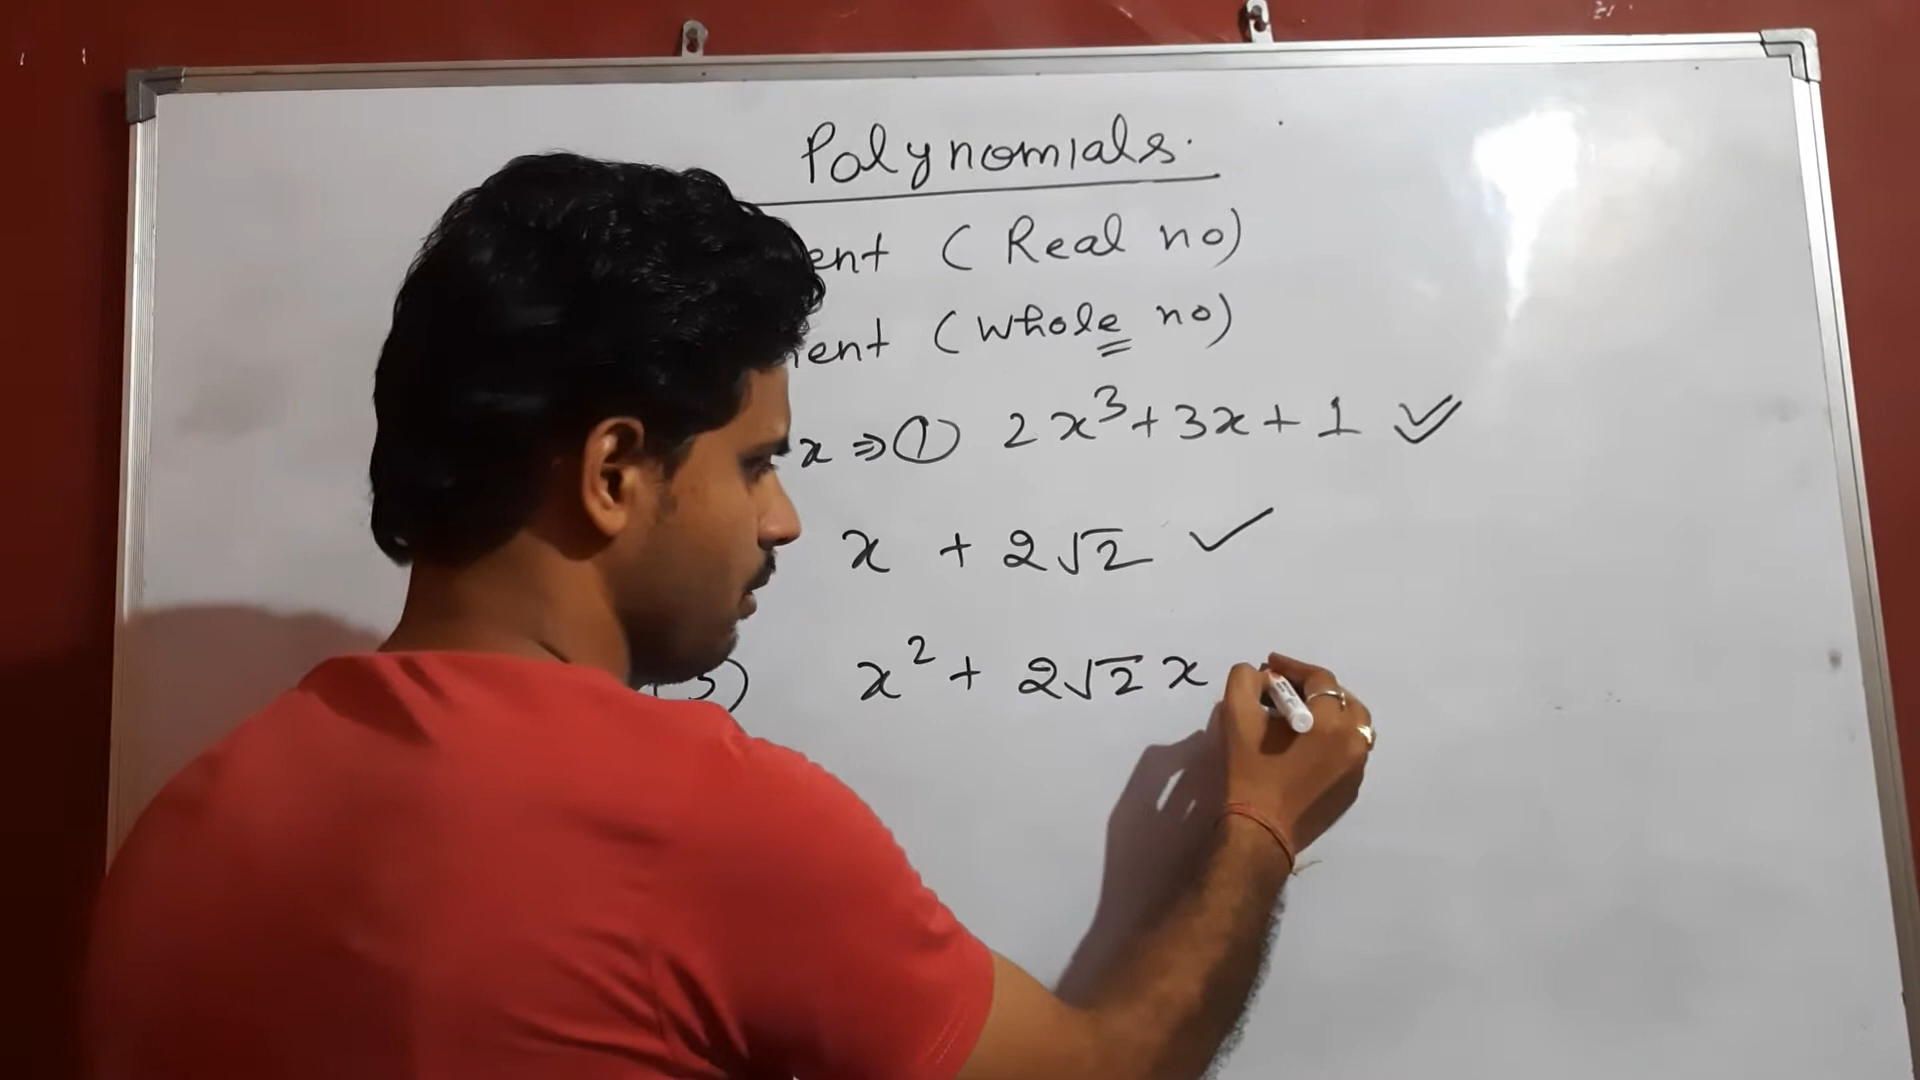 Polynomials.
ent (Real no)
ent (Whole no)
x ⇒ ① 2x³ + 3x + 1 ✓
x + 2√2 ✓
x² + 2√2 x